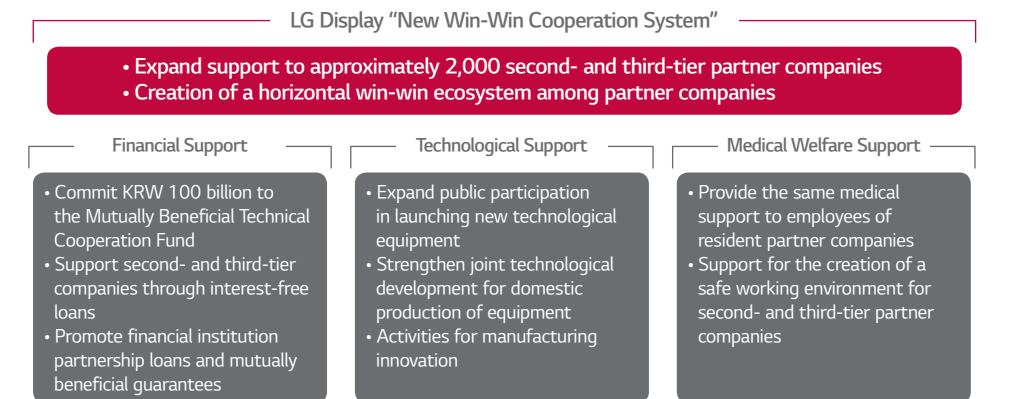 LG Display “New Win-Win Cooperation System”
• Expand support to approximately 2,000 second- and third-tier partner companies
• Creation of a horizontal win-win ecosystem among partner companies
Financial Support
• Commit KRW 100 billion to
the Mutually Beneficial Technical
Cooperation Fund
• Support second- and third-tier
companies through interest-free
loans
• Promote financial institution
partnership loans and mutually
beneficial guarantees
Technological Support
• Expand public participation
in launching new technological
equipment
• Strengthen joint technological
development for domestic
production of equipment
• Activities for manufacturing
innovation
Medical Welfare Support
• Provide the same medical
support to employees of
resident partner companies
• Support for the creation of a
safe working environment for
second- and third-tier partner
companies